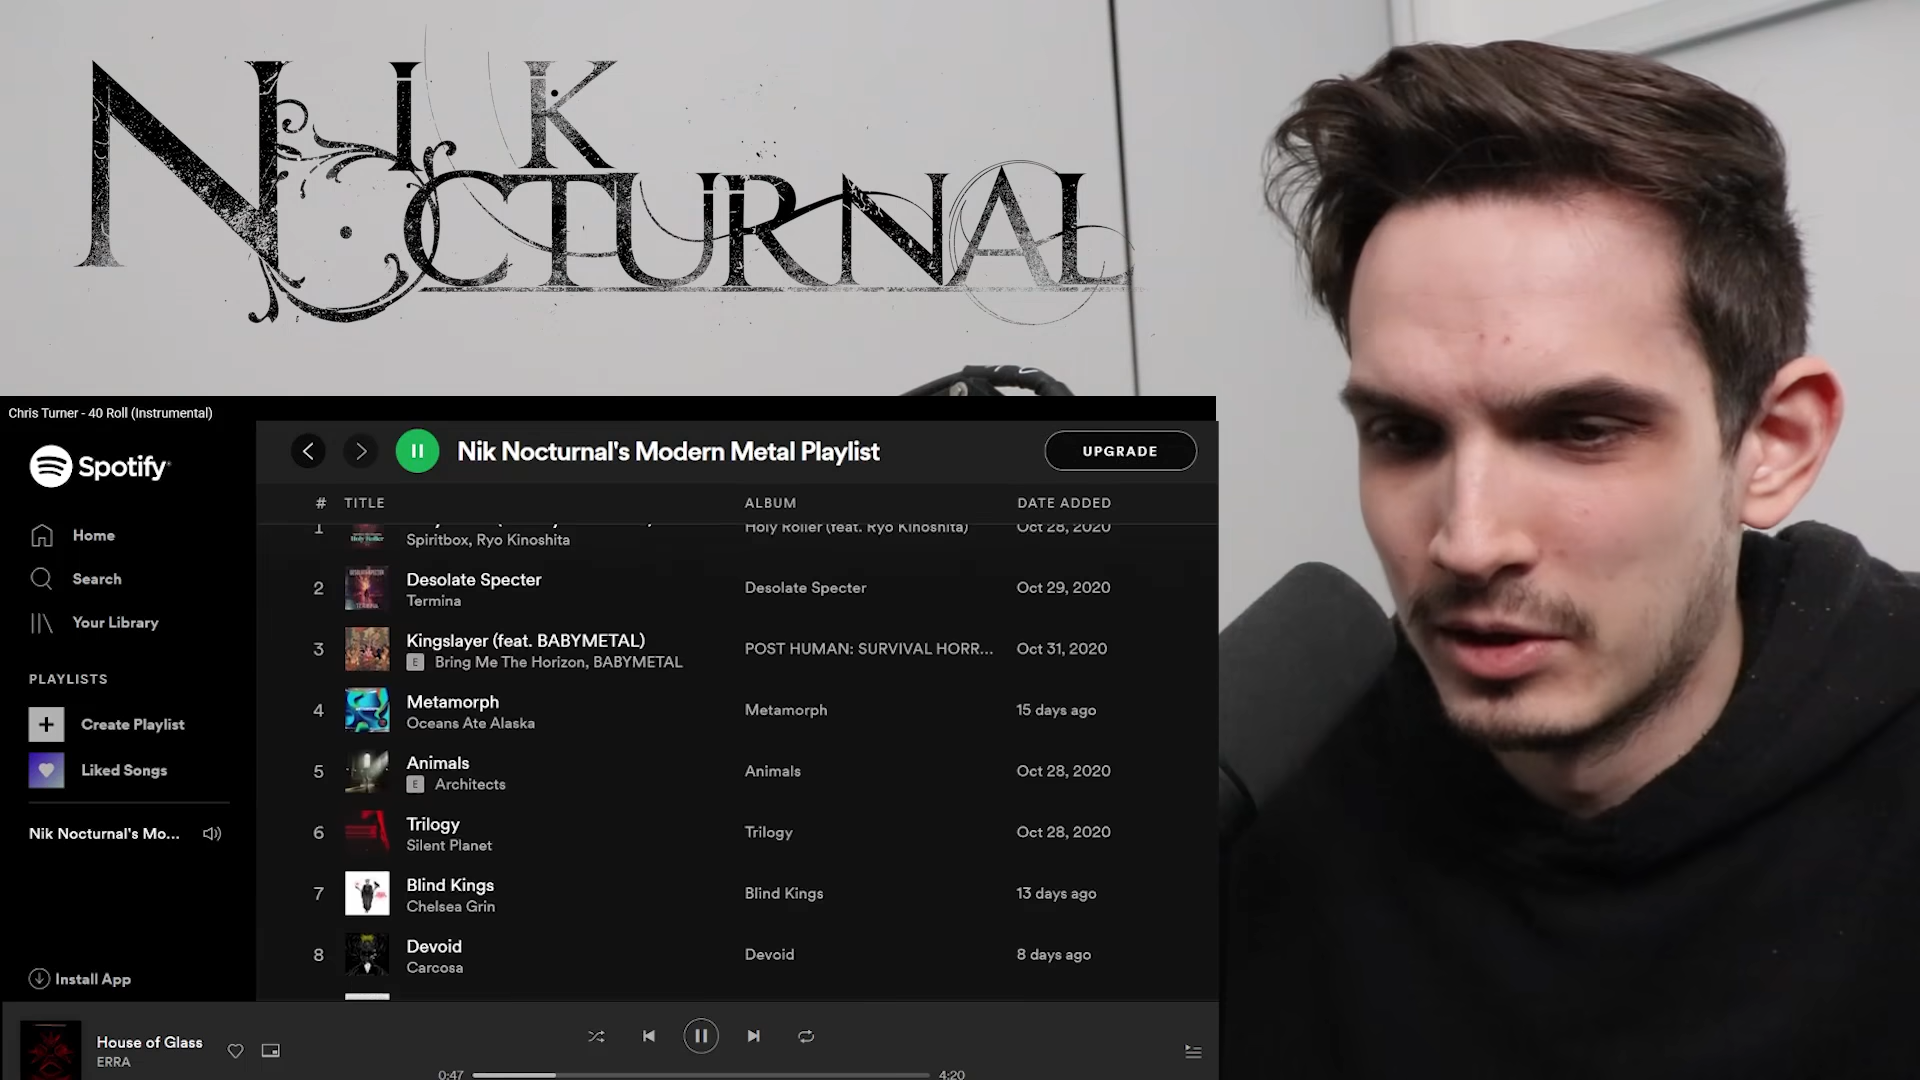 NIK
NOCTURNAL
Chris Turner - 40 Roll (Instrumental)
Spotify
Nik Nocturnal's Modern Metal Playlist
UPGRADE
# TITLE ALBUM DATE ADDED
1 Holy Roller (feat. Ryo Kinoshita) Oct 28, 2020
Spiritbox, Ryo Kinoshita
Home
Search
Your Library
PLAYLISTS
Create Playlist
Liked Songs
Nik Nocturnal's Mo...
Install App
2 Desolate Specter Desolate Specter Oct 29, 2020
Termina
3 Kingslayer (feat. BABYMETAL) POST HUMAN: SURVIVAL HORR... Oct 31, 2020
E Bring Me The Horizon, BABYMETAL
4 Metamorph Metamorph 15 days ago
Oceans Ate Alaska
5 Animals Animals Oct 28, 2020
E Architects
6 Trilogy Trilogy Oct 28, 2020
Silent Planet
7 Blind Kings Blind Kings 13 days ago
Chelsea Grin
8 Devoid Devoid 8 days ago
Carcosa
House of Glass
ERRA
0:47 4:20